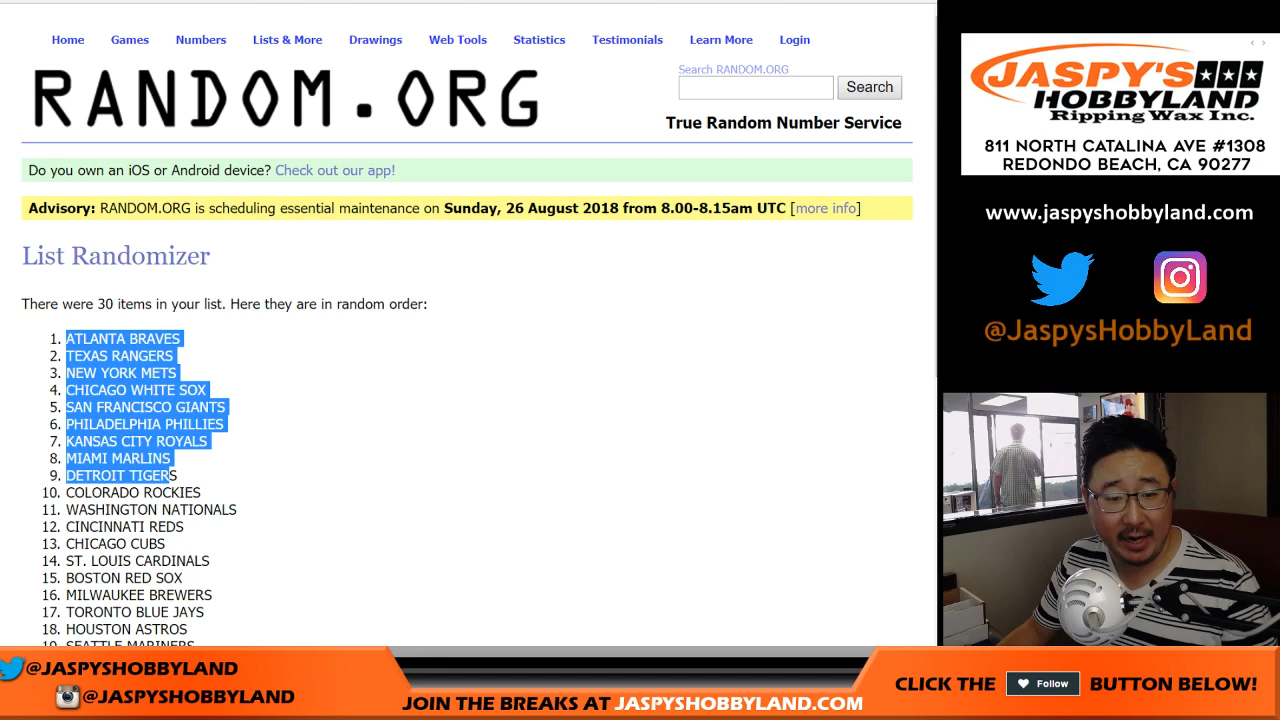 Home Games Numbers Lists & More Drawings Web Tools Statistics Testimonials Learn More Login
RANDOM.ORG
Search RANDOM.ORG
Search
True Random Number Service
Do you own an iOS or Android device? Check out our app!
Advisory: RANDOM.ORG is scheduling essential maintenance on Sunday, 26 August 2018 from 8.00-8.15am UTC [more info]
List Randomizer
There were 30 items in your list. Here they are in random order:
1. ATLANTA BRAVES
2. TEXAS RANGERS
3. NEW YORK METS
4. CHICAGO WHITE SOX
5. SAN FRANCISCO GIANTS
6. PHILADELPHIA PHILLIES
7. KANSAS CITY ROYALS
8. MIAMI MARLINS
9. DETROIT TIGERS
10. COLORADO ROCKIES
11. WASHINGTON NATIONALS
12. CINCINNATI REDS
13. CHICAGO CUBS
14. ST. LOUIS CARDINALS
15. BOSTON RED SOX
16. MILWAUKEE BREWERS
17. TORONTO BLUE JAYS
18. HOUSTON ASTROS
19. SEATTLE MARINERS
JASPY'S
HOBBYLAND
Ripping Wax Inc.
811 NORTH CATALINA AVE #1308
REDONDO BEACH, CA 90277
www.jaspyshobbyland.com
@JaspysHobbyLand
@JASPYSHOBBYLAND
@JASPYSHOBBYLAND
JOIN THE BREAKS AT JASPYSHOBBYLAND.COM
CLICK THE Follow BUTTON BELOW!